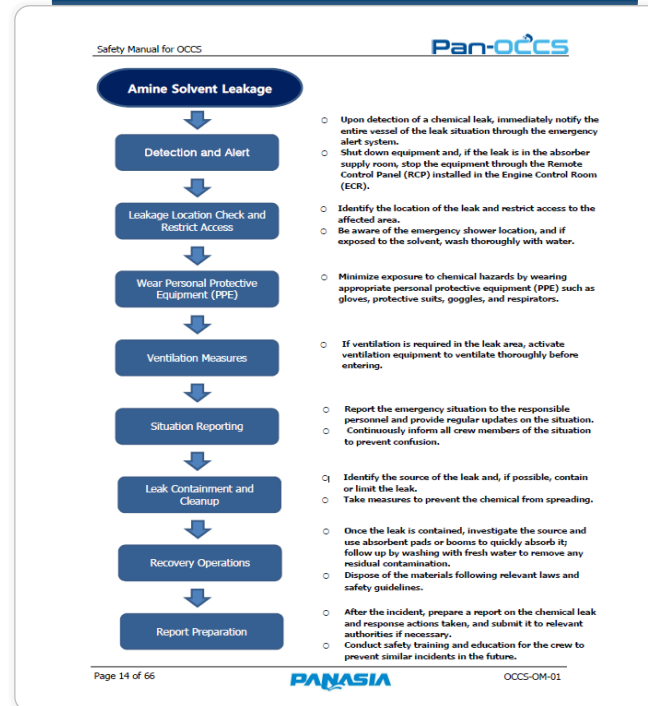 Safety Manual for OCCS
Pan-OCCS
Amine Solvent Leakage
Detection and Alert
○ Upon detection of a chemical leak, immediately notify the
entire vessel of the leak situation through the emergency
alert system.
○ Shut down equipment and, if the leak is in the absorber
supply room, stop the equipment through the Remote
Control Panel (RCP) installed in the Engine Control Room
(ECR).
Leakage Location Check and
Restrict Access
○ Identify the location of the leak and restrict access to the
affected area.
○ Be aware of the emergency shower location, and if
exposed to the solvent, wash thoroughly with water.
Wear Personal Protective
Equipment (PPE)
○ Minimize exposure to chemical hazards by wearing
appropriate personal protective equipment (PPE) such as
gloves, protective suits, goggles, and respirators.
Ventilation Measures
○ If ventilation is required in the leak area, activate
ventilation equipment to ventilate thoroughly before
entering.
Situation Reporting
○ Report the emergency situation to the responsible
personnel and provide regular updates on the situation.
○ Continuously inform all crew members of the situation
to prevent confusion.
Leak Containment and
Cleanup
○ Identify the source of the leak and, if possible, contain
or limit the leak.
○ Take measures to prevent the chemical from spreading.
Recovery Operations
○ Once the leak is contained, investigate the source and
use absorbent pads or booms to quickly absorb it;
follow up by washing with fresh water to remove any
residual contamination.
○ Dispose of the materials following relevant laws and
safety guidelines.
Report Preparation
○ After the incident, prepare a report on the chemical leak
and response actions taken, and submit it to relevant
authorities if necessary.
○ Conduct safety training and education for the crew to
prevent similar incidents in the future.
Page 14 of 66
PANASIA
OCCS-OM-01